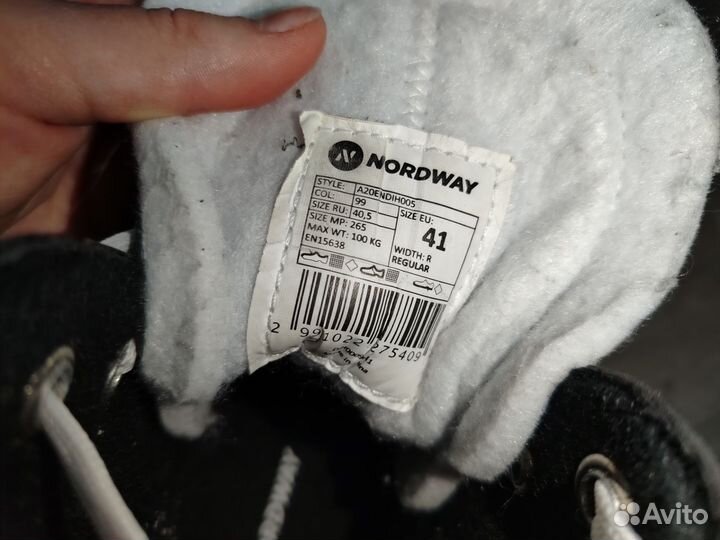 NORDWAY
STYLE: A20ENDIH005
COL: 99
SIZE RU: 40,5
SIZE MP: 265
MAX WT: 100 KG
EN15638
SIZE EU:
41
WIDTH: R
REGULAR
2 991022 275409
Avito